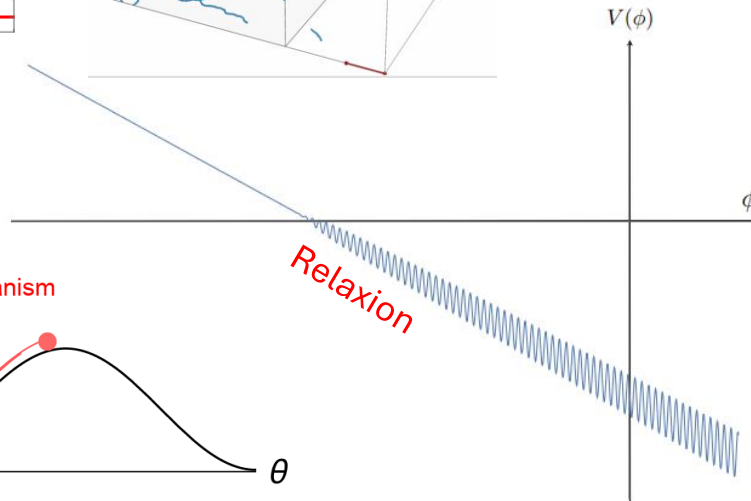 V(ϕ)
ϕ
Relaxion
anism
θ